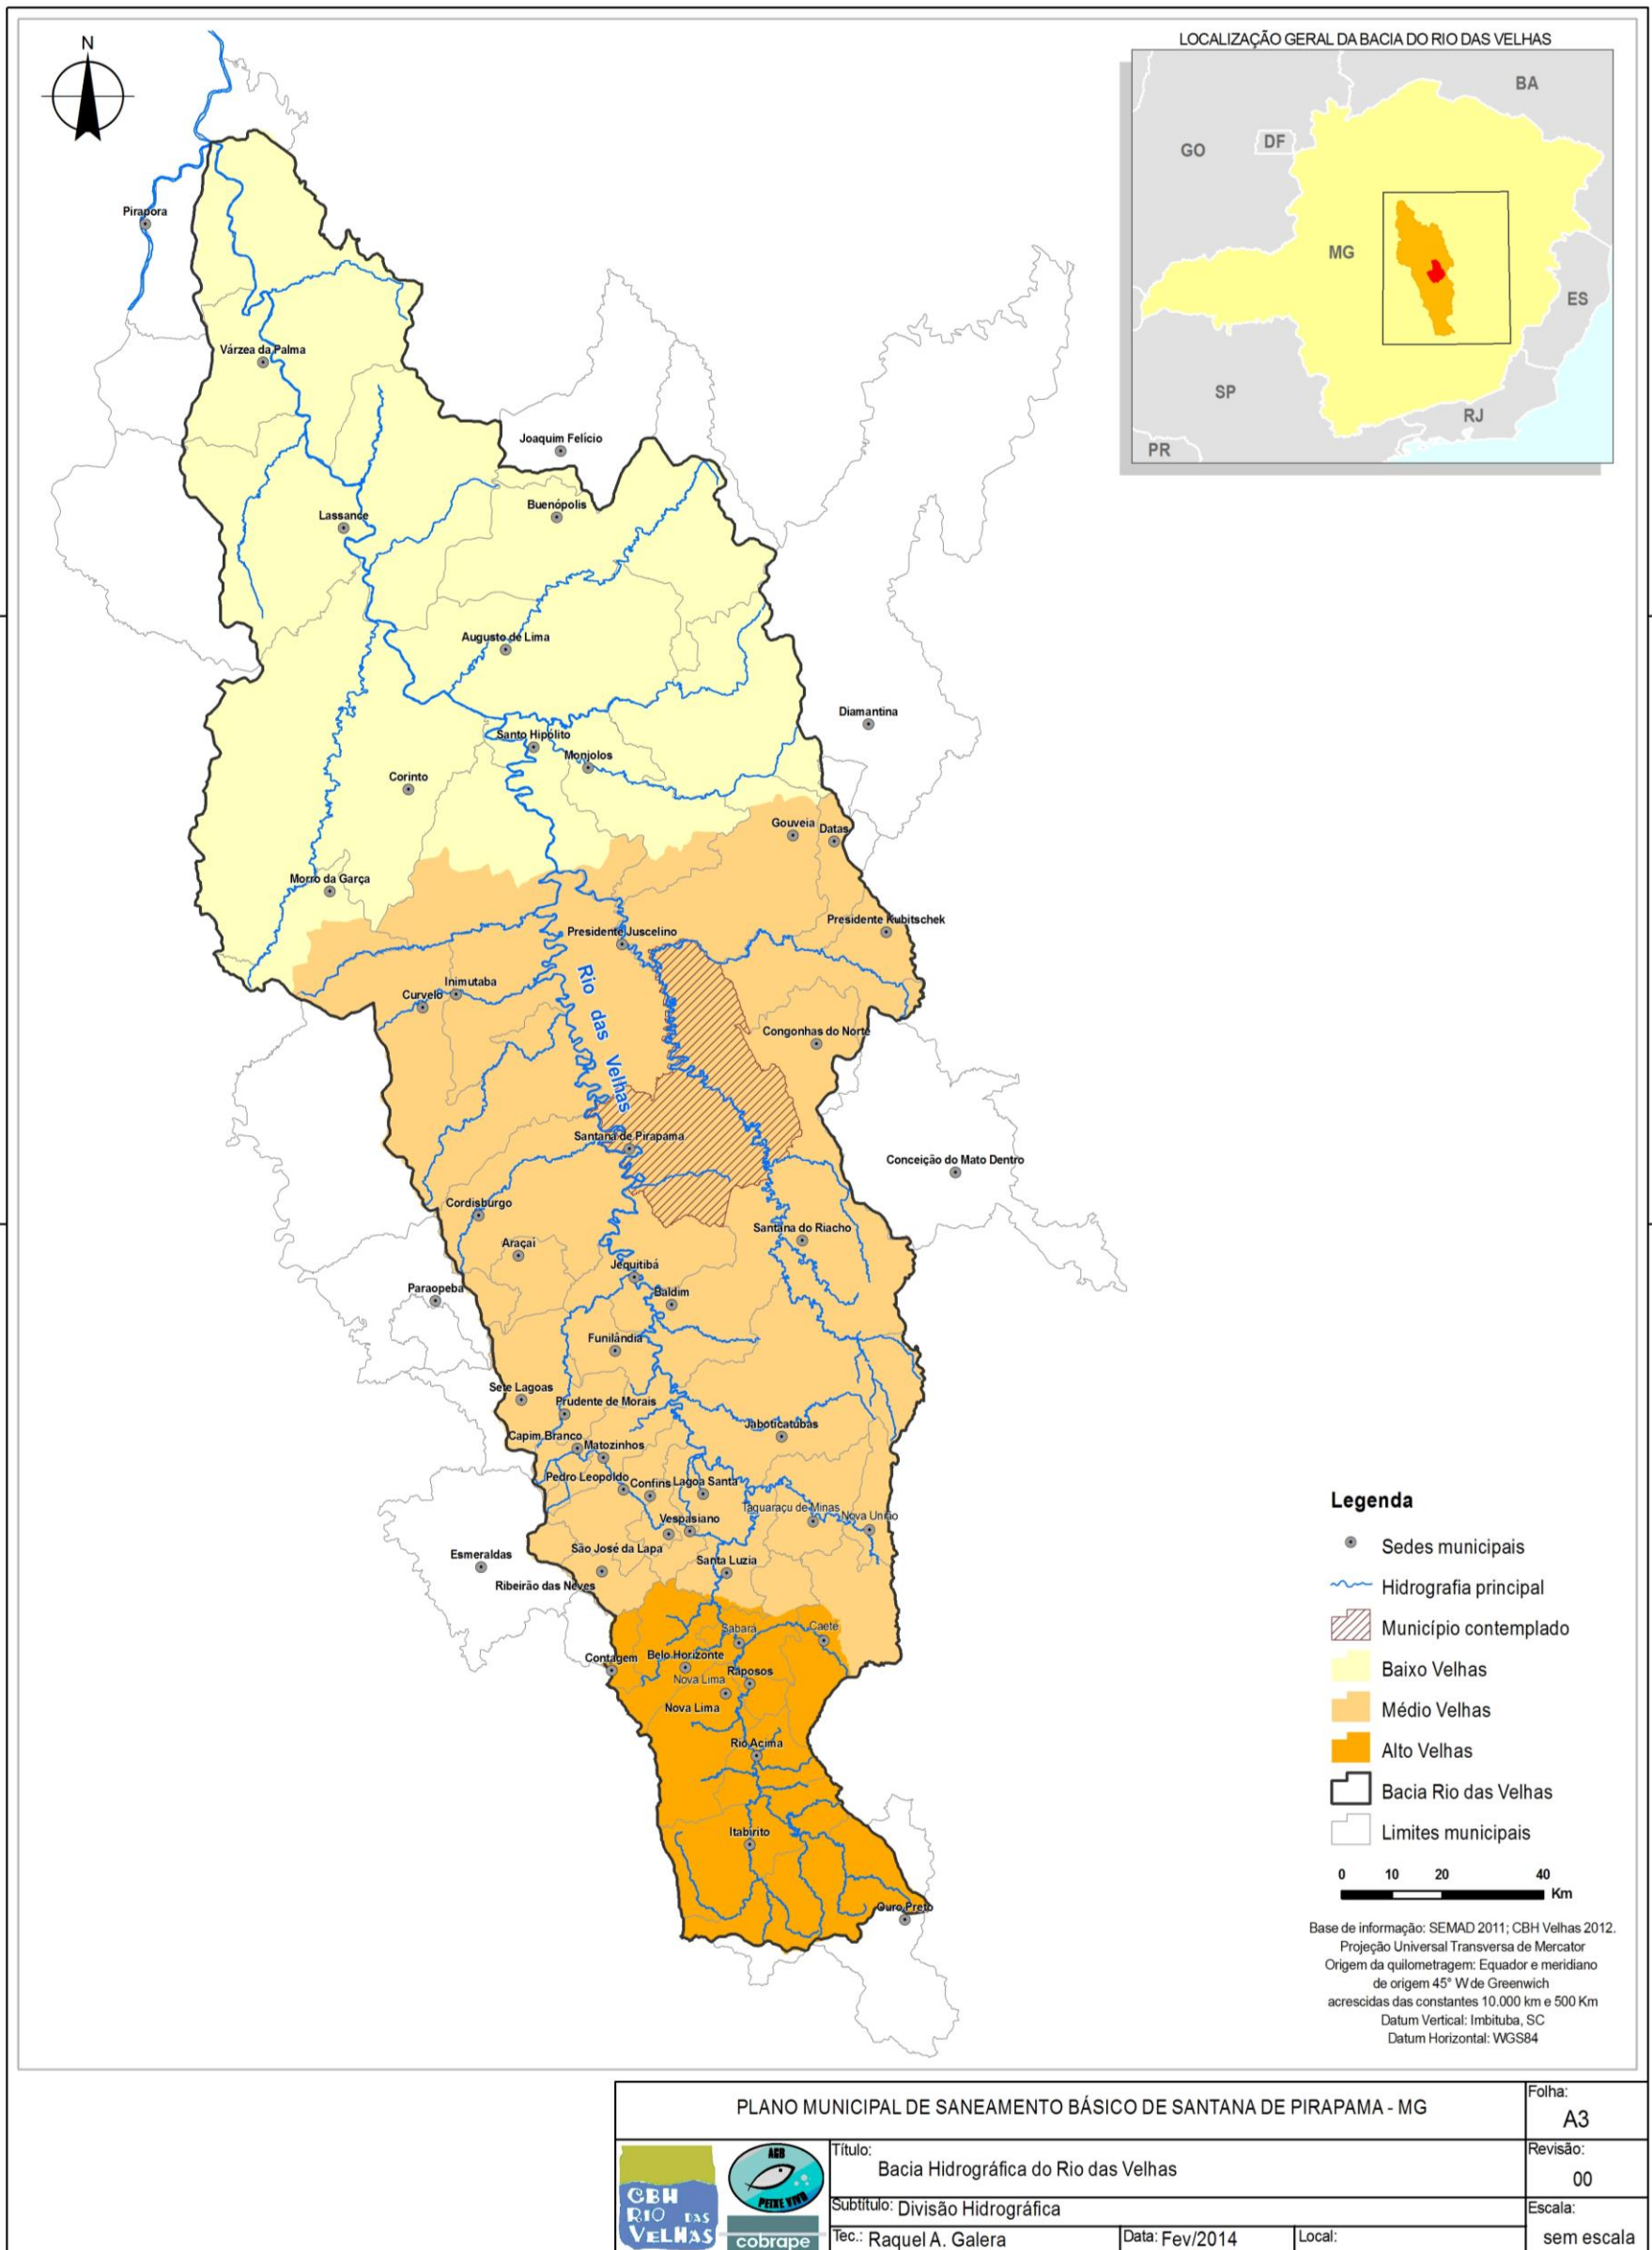 LOCALIZAÇÃO GERAL DA BACIA DO RIO DAS VELHAS
N
BA
DF
GO
MG
ES
SP
RJ
PR
Pirapora
Várzea da Palma
Joaquim Felício
Buenópolis
Lassance
Augusto de Lima
Diamantina
Santo Hipólito
Monjolos
Corinto
Gouveia
Datas
Morro da Garça
Presidente Kubitschek
Presidente Juscelino
Rio das Velhas
Inimutaba
Curvelo
Congonhas do Norte
Santana de Pirapama
Conceição do Mato Dentro
Cordisburgo
Santana do Riacho
Araçai
Jequitibá
Paraopeba
Baldim
Funilândia
Sete Lagoas
Prudente de Morais
Jaboticatubas
Capim Branco
Matozinhos
Pedro Leopoldo
Confins
Lagoa Santa
Taquaraçu de Minas
Nova União
Vespasiano
São José da Lapa
Esmeraldas
Santa Luzia
Ribeirão das Neves
Sabará
Caeté
Contagem
Belo Horizonte
Raposos
Nova Lima
Nova Lima
Rio Acima
Itabirito
Ouro Preto
Legenda
Sedes municipais
Hidrografia principal
Município contemplado
Baixo Velhas
Médio Velhas
Alto Velhas
Bacia Rio das Velhas
Limites municipais
0 10 20 40
Km
Base de informação: SEMAD 2011; CBH Velhas 2012.
Projeção Universal Transversa de Mercator
Origem da quilometragem: Equador e meridiano
de origem 45° W de Greenwich
acrescidas das constantes 10.000 km e 500 Km
Datum Vertical: Imbituba, SC
Datum Horizontal: WGS84
PLANO MUNICIPAL DE SANEAMENTO BÁSICO DE SANTANA DE PIRAPAMA - MG
Folha:
A3
Título:
Bacia Hidrográfica do Rio das Velhas
Revisão:
00
Subtítulo: Divisão Hidrográfica
Escala:
sem escala
Tec.: Raquel A. Galera
Data: Fev/2014
Local:
CBH
RIO DAS
VELHAS
AGB
PEIXE VIVO
cobrape